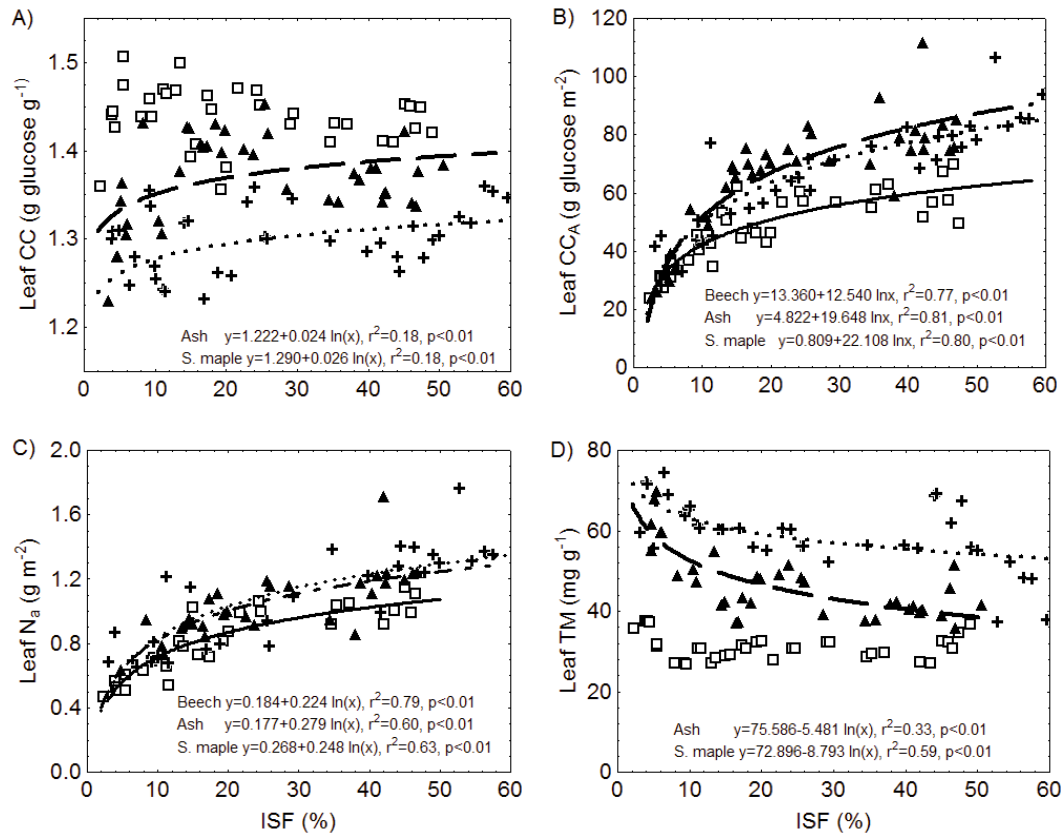 A)
Leaf CC (g glucose g-1)
1.5
1.4
1.3
1.2
Ash y=1.222+0.024 ln(x), r2=0.18, p<0.01
S. maple y=1.290+0.026 ln(x), r2=0.18, p<0.01
0 10 20 30 40 50 60
B)
Leaf CCA (g glucose m-2)
120
100
80
60
40
20
0
Beech y=13.360+12.540 lnx, r2=0.77, p<0.01
Ash y=4.822+19.648 lnx, r2=0.81, p<0.01
S. maple y=0.809+22.108 lnx, r2=0.80, p<0.01
0 10 20 30 40 50 60
C)
Leaf Na (g m-2)
2.0
1.6
1.2
0.8
0.4
0.0
Beech y=0.184+0.224 ln(x), r2=0.79, p<0.01
Ash y=0.177+0.279 ln(x), r2=0.60, p<0.01
S. maple y=0.268+0.248 ln(x), r2=0.63, p<0.01
0 10 20 30 40 50 60
ISF (%)
D)
Leaf TM (mg g-1)
80
60
40
20
0
Ash y=75.586-5.481 ln(x), r2=0.33, p<0.01
S. maple y=72.896-8.793 ln(x), r2=0.59, p<0.01
0 10 20 30 40 50 60
ISF (%)